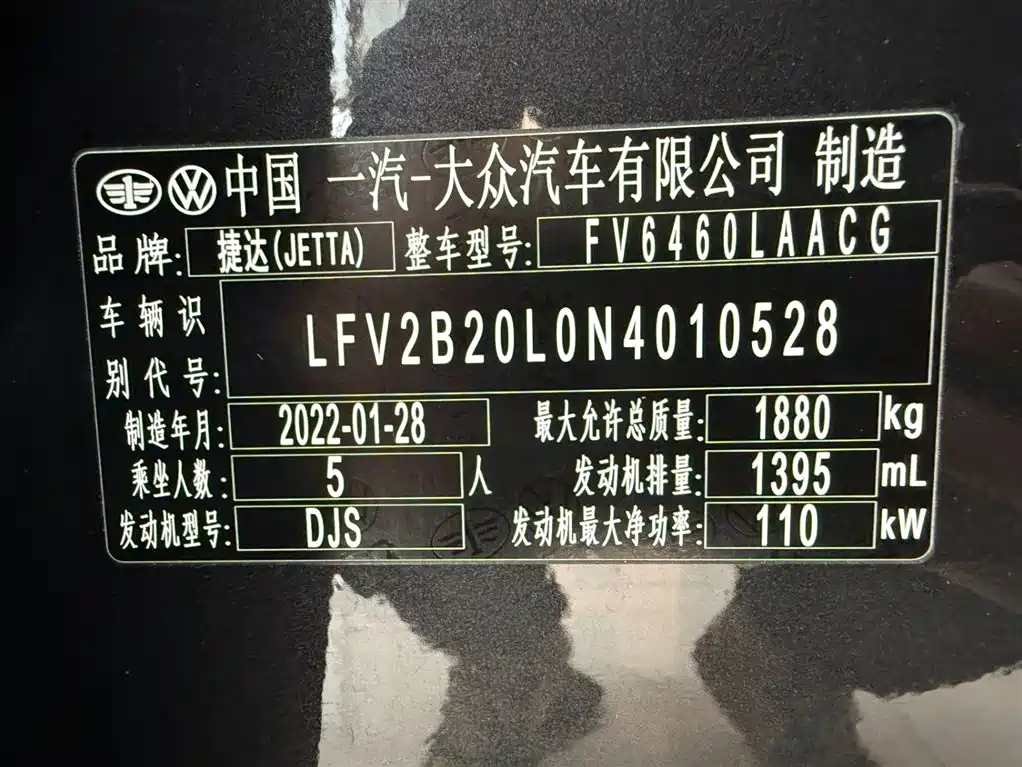 中国 一汽-大众汽车有限公司 制造
品牌: 捷达(JETTA) 整车型号: FV6460LAACG
车辆识别代号: LFV2B20L0N4010528
制造年月: 2022-01-28 最大允许总质量: 1880 kg
乘坐人数: 5 人 发动机排量: 1395 mL
发动机型号: DJS 发动机最大净功率: 110 kW